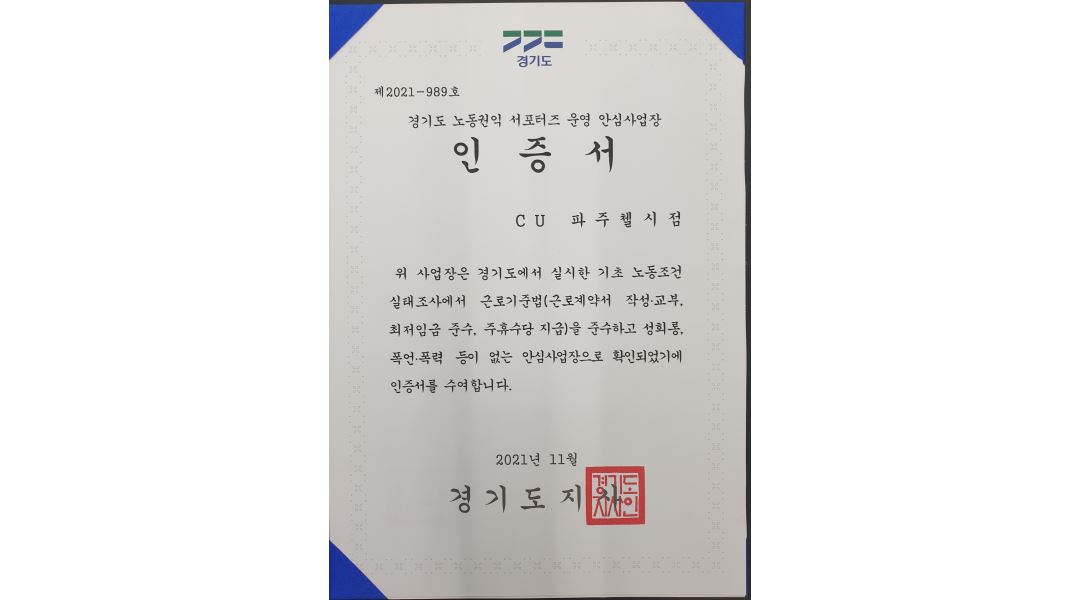 경기도
제2021-989호
경기도 노동권익 서포터즈 운영 안심사업장
인증서
CU 파주첼시점
위 사업장은 경기도에서 실시한 기초 노동조건
실태조사에서 근로기준법(근로계약서 작성·교부,
최저임금 준수, 주휴수당 지급)을 준수하고 성희롱,
폭언·폭력 등이 없는 안심사업장으로 확인되었기에
인증서를 수여합니다.
2021년 11월
경기도지사
경기도
지사인